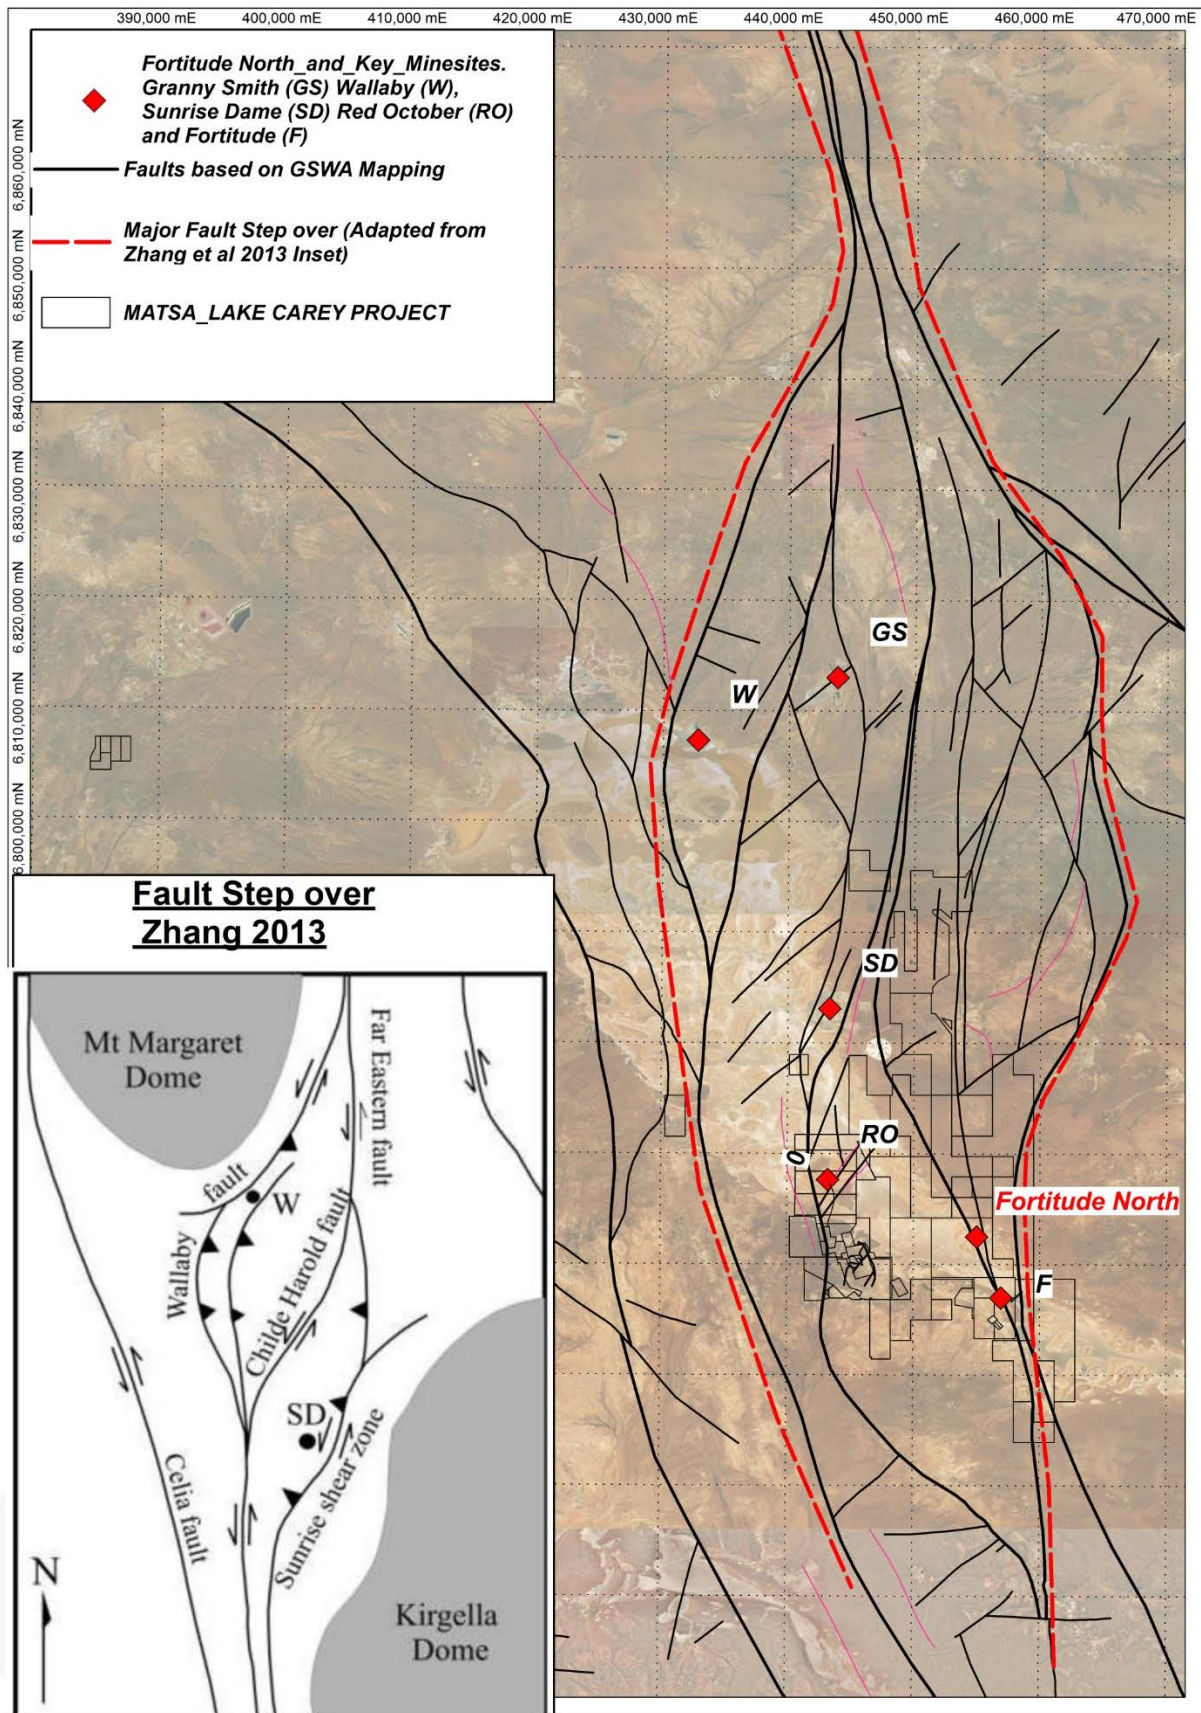 390,000 mE
400,000 mE
410,000 mE
420,000 mE
430,000 mE
440,000 mE
450,000 mE
460,000 mE
470,000 mE
Fortitude North_and_Key_Minesites.
Granny Smith (GS) Wallaby (W),
Sunrise Dame (SD) Red October (RO)
and Fortitude (F)
Faults based on GSWA Mapping
Major Fault Step over (Adapted from
Zhang et al 2013 Inset)
MATSA_LAKE CAREY PROJECT
6,860,000 mN
6,850,000 mN
6,840,000 mN
6,830,000 mN
6,820,000 mN
6,810,000 mN
6,800,000 mN
GS
W
SD
RO
0
Fortitude North
F
Fault Step over
Zhang 2013
Mt Margaret
Dome
Far Eastern fault
fault
W
Wallaby
Childe Harold fault
SD
Sunrise shear zone
Celia fault
N
Kirgella
Dome